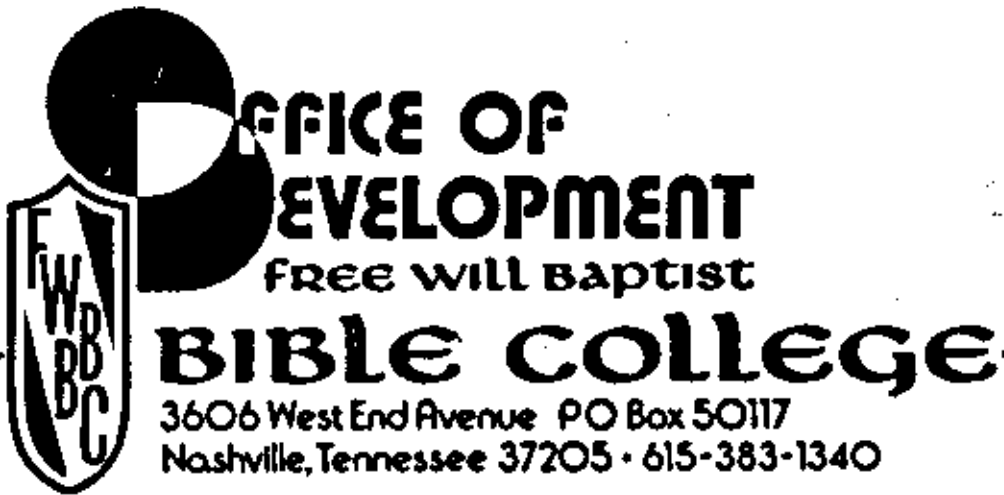 OFFICE OF
DEVELOPMENT
FREE WILL BAPTIST
BIBLE COLLEGE
3606 West End Avenue PO Box 50117
Nashville, Tennessee 37205 • 615-383-1340
FWBBC